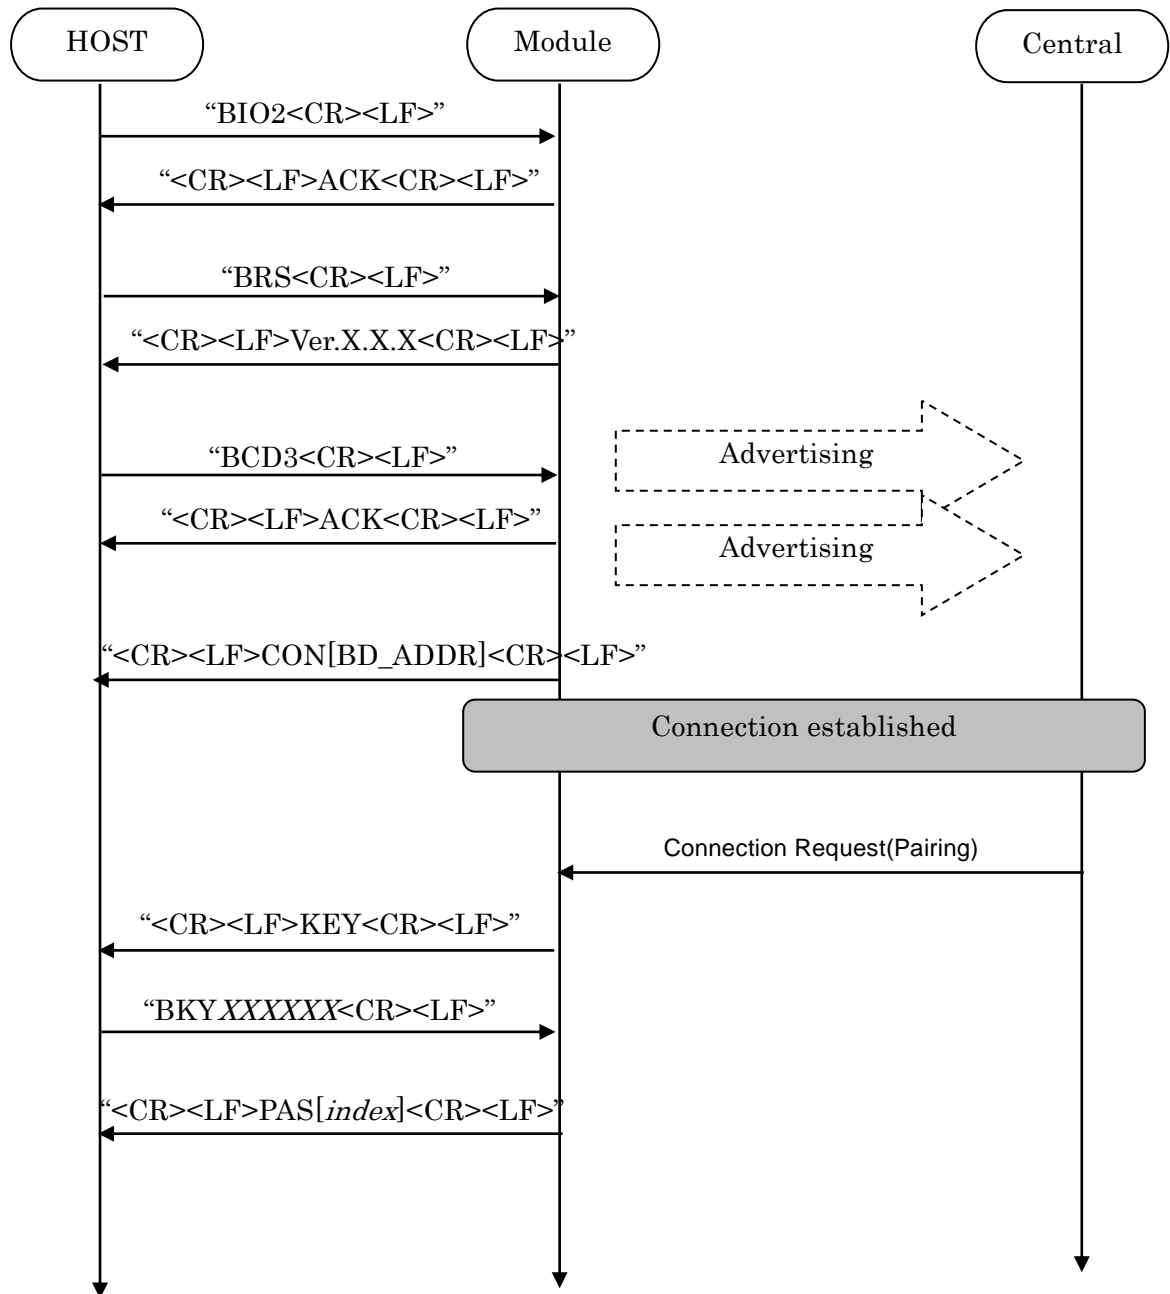 HOST
Module
Central
“BIO2<CR><LF>”
“<CR><LF>ACK<CR><LF>”
“BRS<CR><LF>”
“<CR><LF>Ver.X.X.X<CR><LF>”
“BCD3<CR><LF>”
Advertising
“<CR><LF>ACK<CR><LF>”
Advertising
“<CR><LF>CON[BD_ADDR]<CR><LF>”
Connection established
Connection Request(Pairing)
“<CR><LF>KEY<CR><LF>”
“BKYXXXXXX<CR><LF>”
“<CR><LF>PAS[index]<CR><LF>”